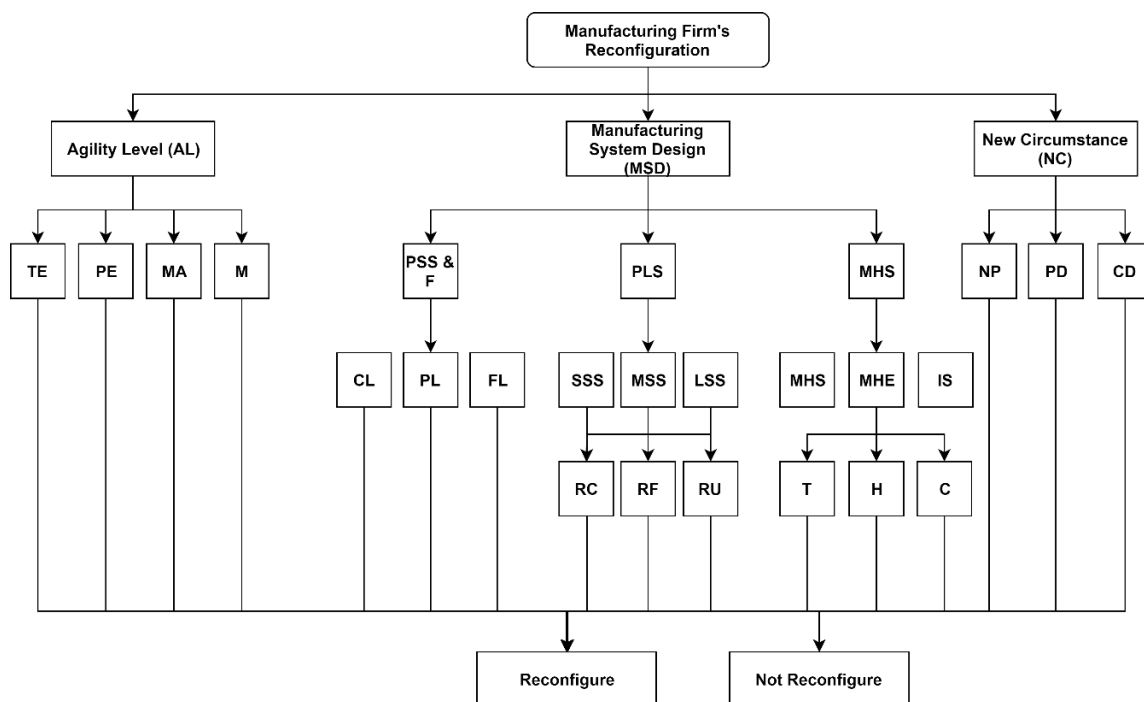 Manufacturing Firm's
Reconfiguration
Agility Level (AL)
Manufacturing
System Design
(MSD)
New Circumstance
(NC)
TE
PE
MA
M
PSS &
F
PLS
MHS
NP
PD
CD
CL
PL
FL
SSS
MSS
LSS
MHS
MHE
IS
RC
RF
RU
T
H
C
Reconfigure
Not Reconfigure